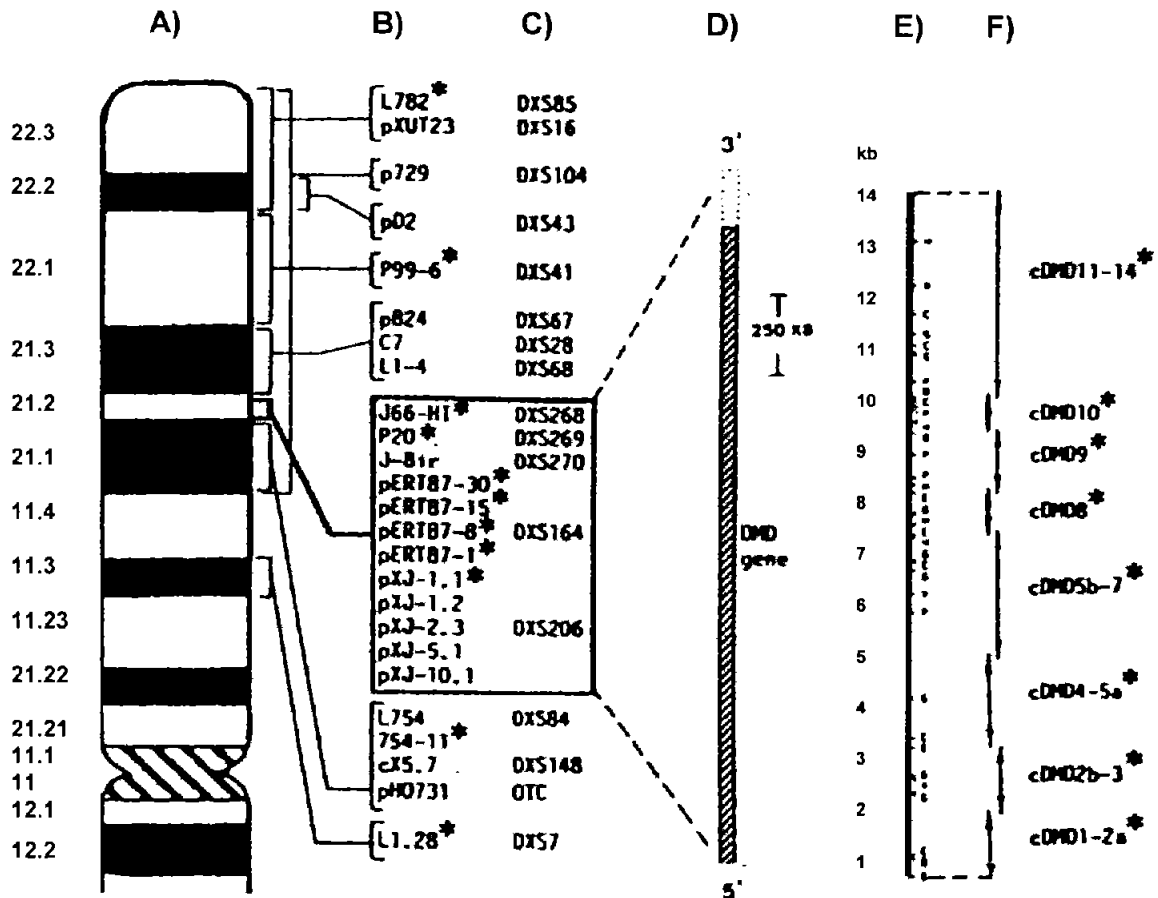 A) B) C) D) E) F)
22.3
22.2
22.1
21.3
21.2
21.1
11.4
11.3
11.23
21.22
21.21
11.1
11
12.1
12.2
L782* DXS85
pXUT23 DXS16
p729 DXS104
pD2 DXS43
P99-6* DXS41
pB24 DXS67
C7 DXS28
L1-4 DXS68
J66-HI* DXS268
P20* DXS269
J-Bir DXS270
pERT87-30*
pERT87-15*
pERT87-8* DXS164
pERT87-1*
pXJ-1.1*
pXJ-1.2
pXJ-2.3 DXS206
pXJ-5.1
pXJ-10.1
L754 DXS84
754-11*
cX5.7 DXS148
pHO731 OTC
L1.28* DXS7
3'
250 KB
DMD
gene
5'
kb
14
13
12
11
10
9
8
7
6
5
4
3
2
1
cDMD11-14*
cDMD10*
cDMD9*
cDMD8*
cDMD5b-7*
cDMD4-5a*
cDMD2b-3*
cDMD1-2a*